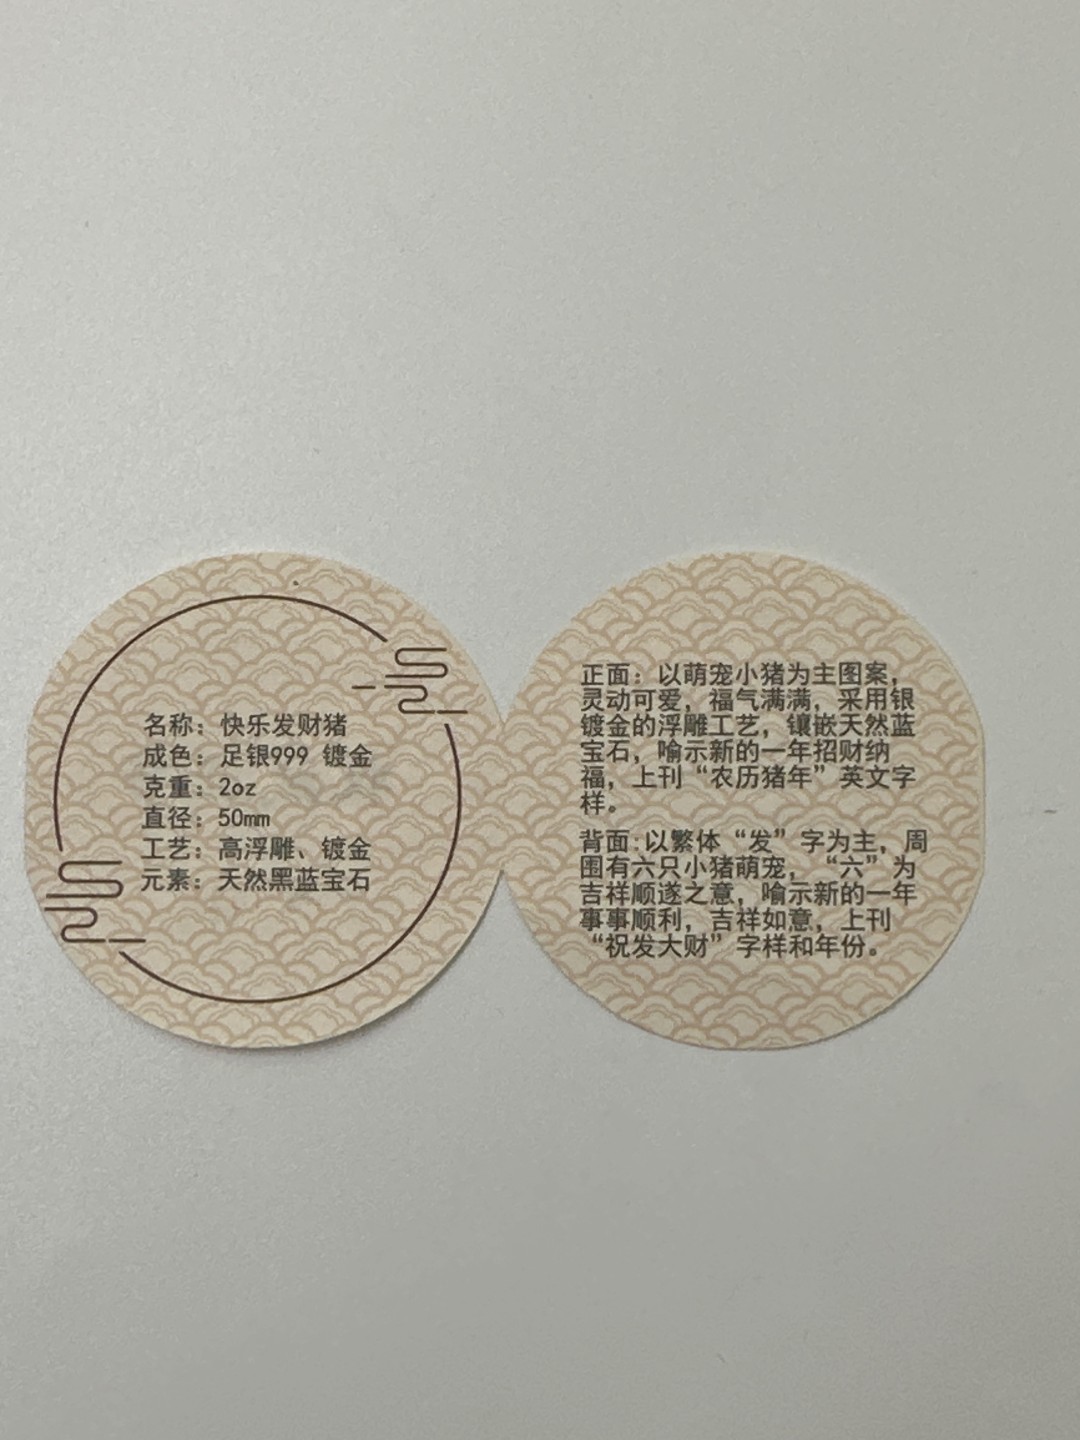 名称：快乐发财猪
成色：足银999 镀金
克重：2oz
直径：50mm
工艺：高浮雕、镀金
元素：天然黑蓝宝石
正面：以萌宠小猪为主图案，
灵动可爱，福气满满，采用银
镀金的浮雕工艺，镶嵌天然蓝
宝石，喻示新的一年招财纳
福，上刊“农历猪年”英文字
样。
背面:以繁体“发”字为主，周
围有六只小猪萌宠，“六”为
吉祥顺遂之意，喻示新的一年
事事顺利，吉祥如意，上刊
“祝发大财”字样和年份。